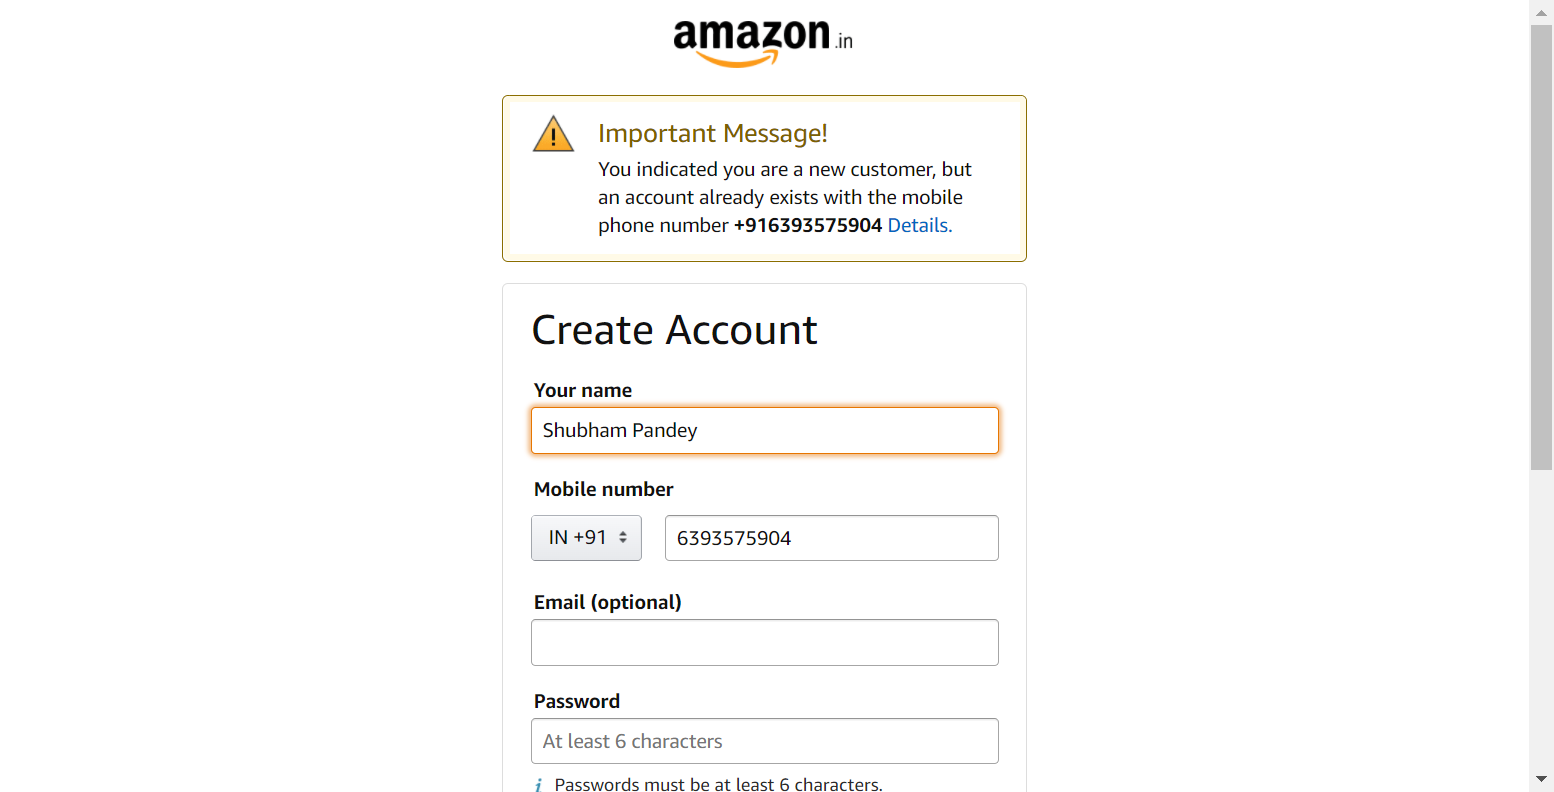 amazon.in
Important Message!
You indicated you are a new customer, but
an account already exists with the mobile
phone number +916393575904 Details.
Create Account
Your name
Shubham Pandey
Mobile number
IN +91 6393575904
Email (optional)
Password
At least 6 characters
i Passwords must be at least 6 characters.